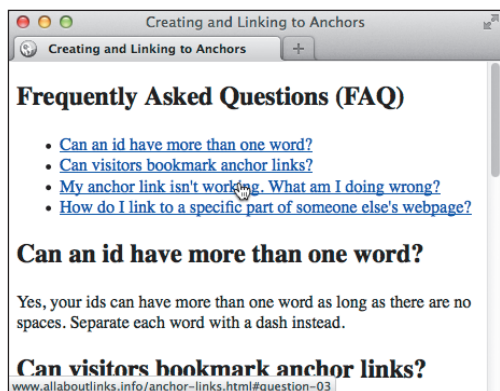 Creating and Linking to Anchors
Creating and Linking to Anchors
Frequently Asked Questions (FAQ)
• Can an id have more than one word?
• Can visitors bookmark anchor links?
• My anchor link isn't working. What am I doing wrong?
• How do I link to a specific part of someone else's webpage?
Can an id have more than one word?
Yes, your ids can have more than one word as long as there are no
spaces. Separate each word with a dash instead.
Can visitors bookmark anchor links?
www.allaboutlinks.info/anchor-links.html#question-03